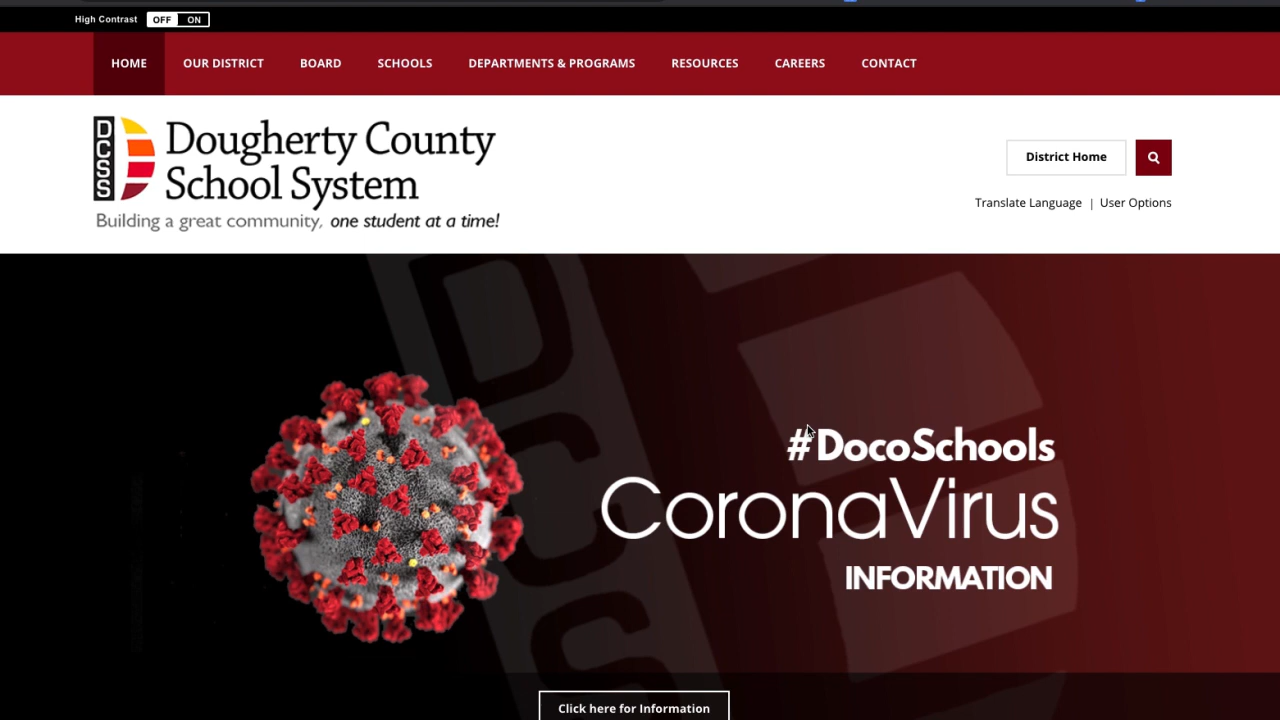 High Contrast OFF ON
HOME OUR DISTRICT BOARD SCHOOLS DEPARTMENTS & PROGRAMS RESOURCES CAREERS CONTACT
DCSS
Dougherty County
School System
Building a great community, one student at a time!
District Home
Translate Language | User Options
#DocoSchools
CoronaVirus
INFORMATION
Click here for Information